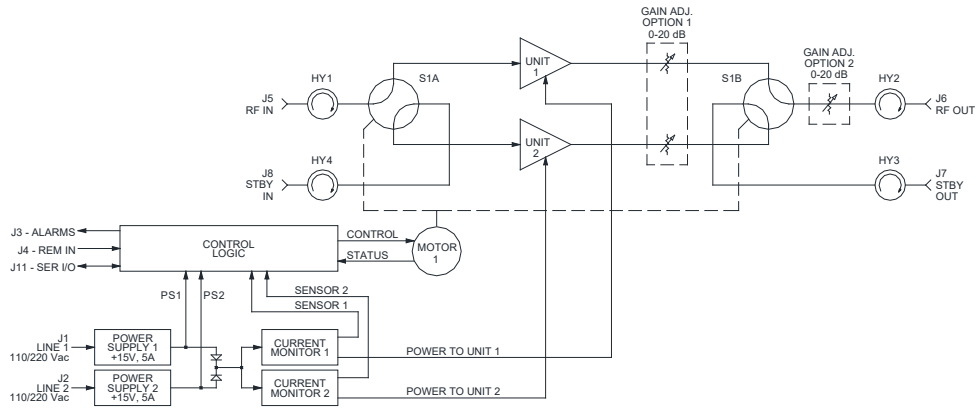 GAIN ADJ.
OPTION 1
0-20 dB
GAIN ADJ.
OPTION 2
0-20 dB
HY1
S1A
UNIT
1
S1B
HY2
J5
RF IN
J6
RF OUT
HY4
UNIT
2
HY3
J8
STBY
IN
J7
STBY
OUT
J3 - ALARMS
J4 - REM IN
J11 - SER I/O
CONTROL
LOGIC
CONTROL
STATUS
MOTOR
1
PS1
PS2
SENSOR 2
SENSOR 1
J1
LINE 1
110/220 Vac
POWER
SUPPLY 1
+15V, 5A
CURRENT
MONITOR 1
POWER TO UNIT 1
J2
LINE 2
110/220 Vac
POWER
SUPPLY 2
+15V, 5A
CURRENT
MONITOR 2
POWER TO UNIT 2